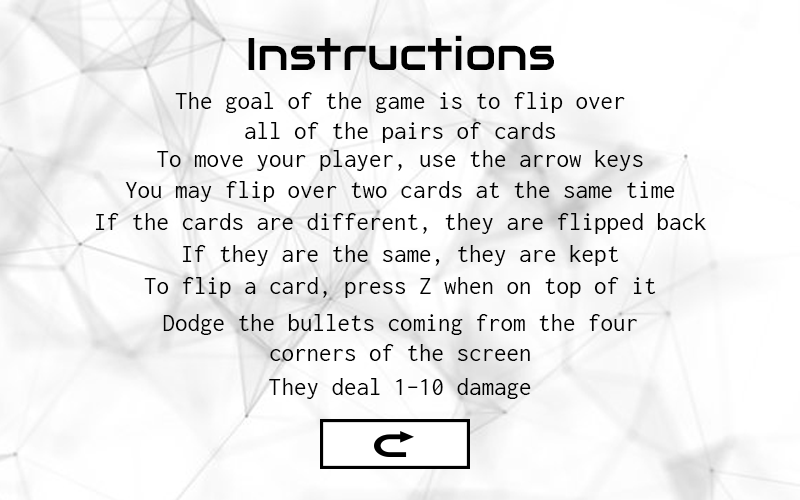 Instructions
The goal of the game is to flip over
all of the pairs of cards
To move your player, use the arrow keys
You may flip over two cards at the same time
If the cards are different, they are flipped back
If they are the same, they are kept
To flip a card, press Z when on top of it
Dodge the bullets coming from the four
corners of the screen
They deal 1-10 damage